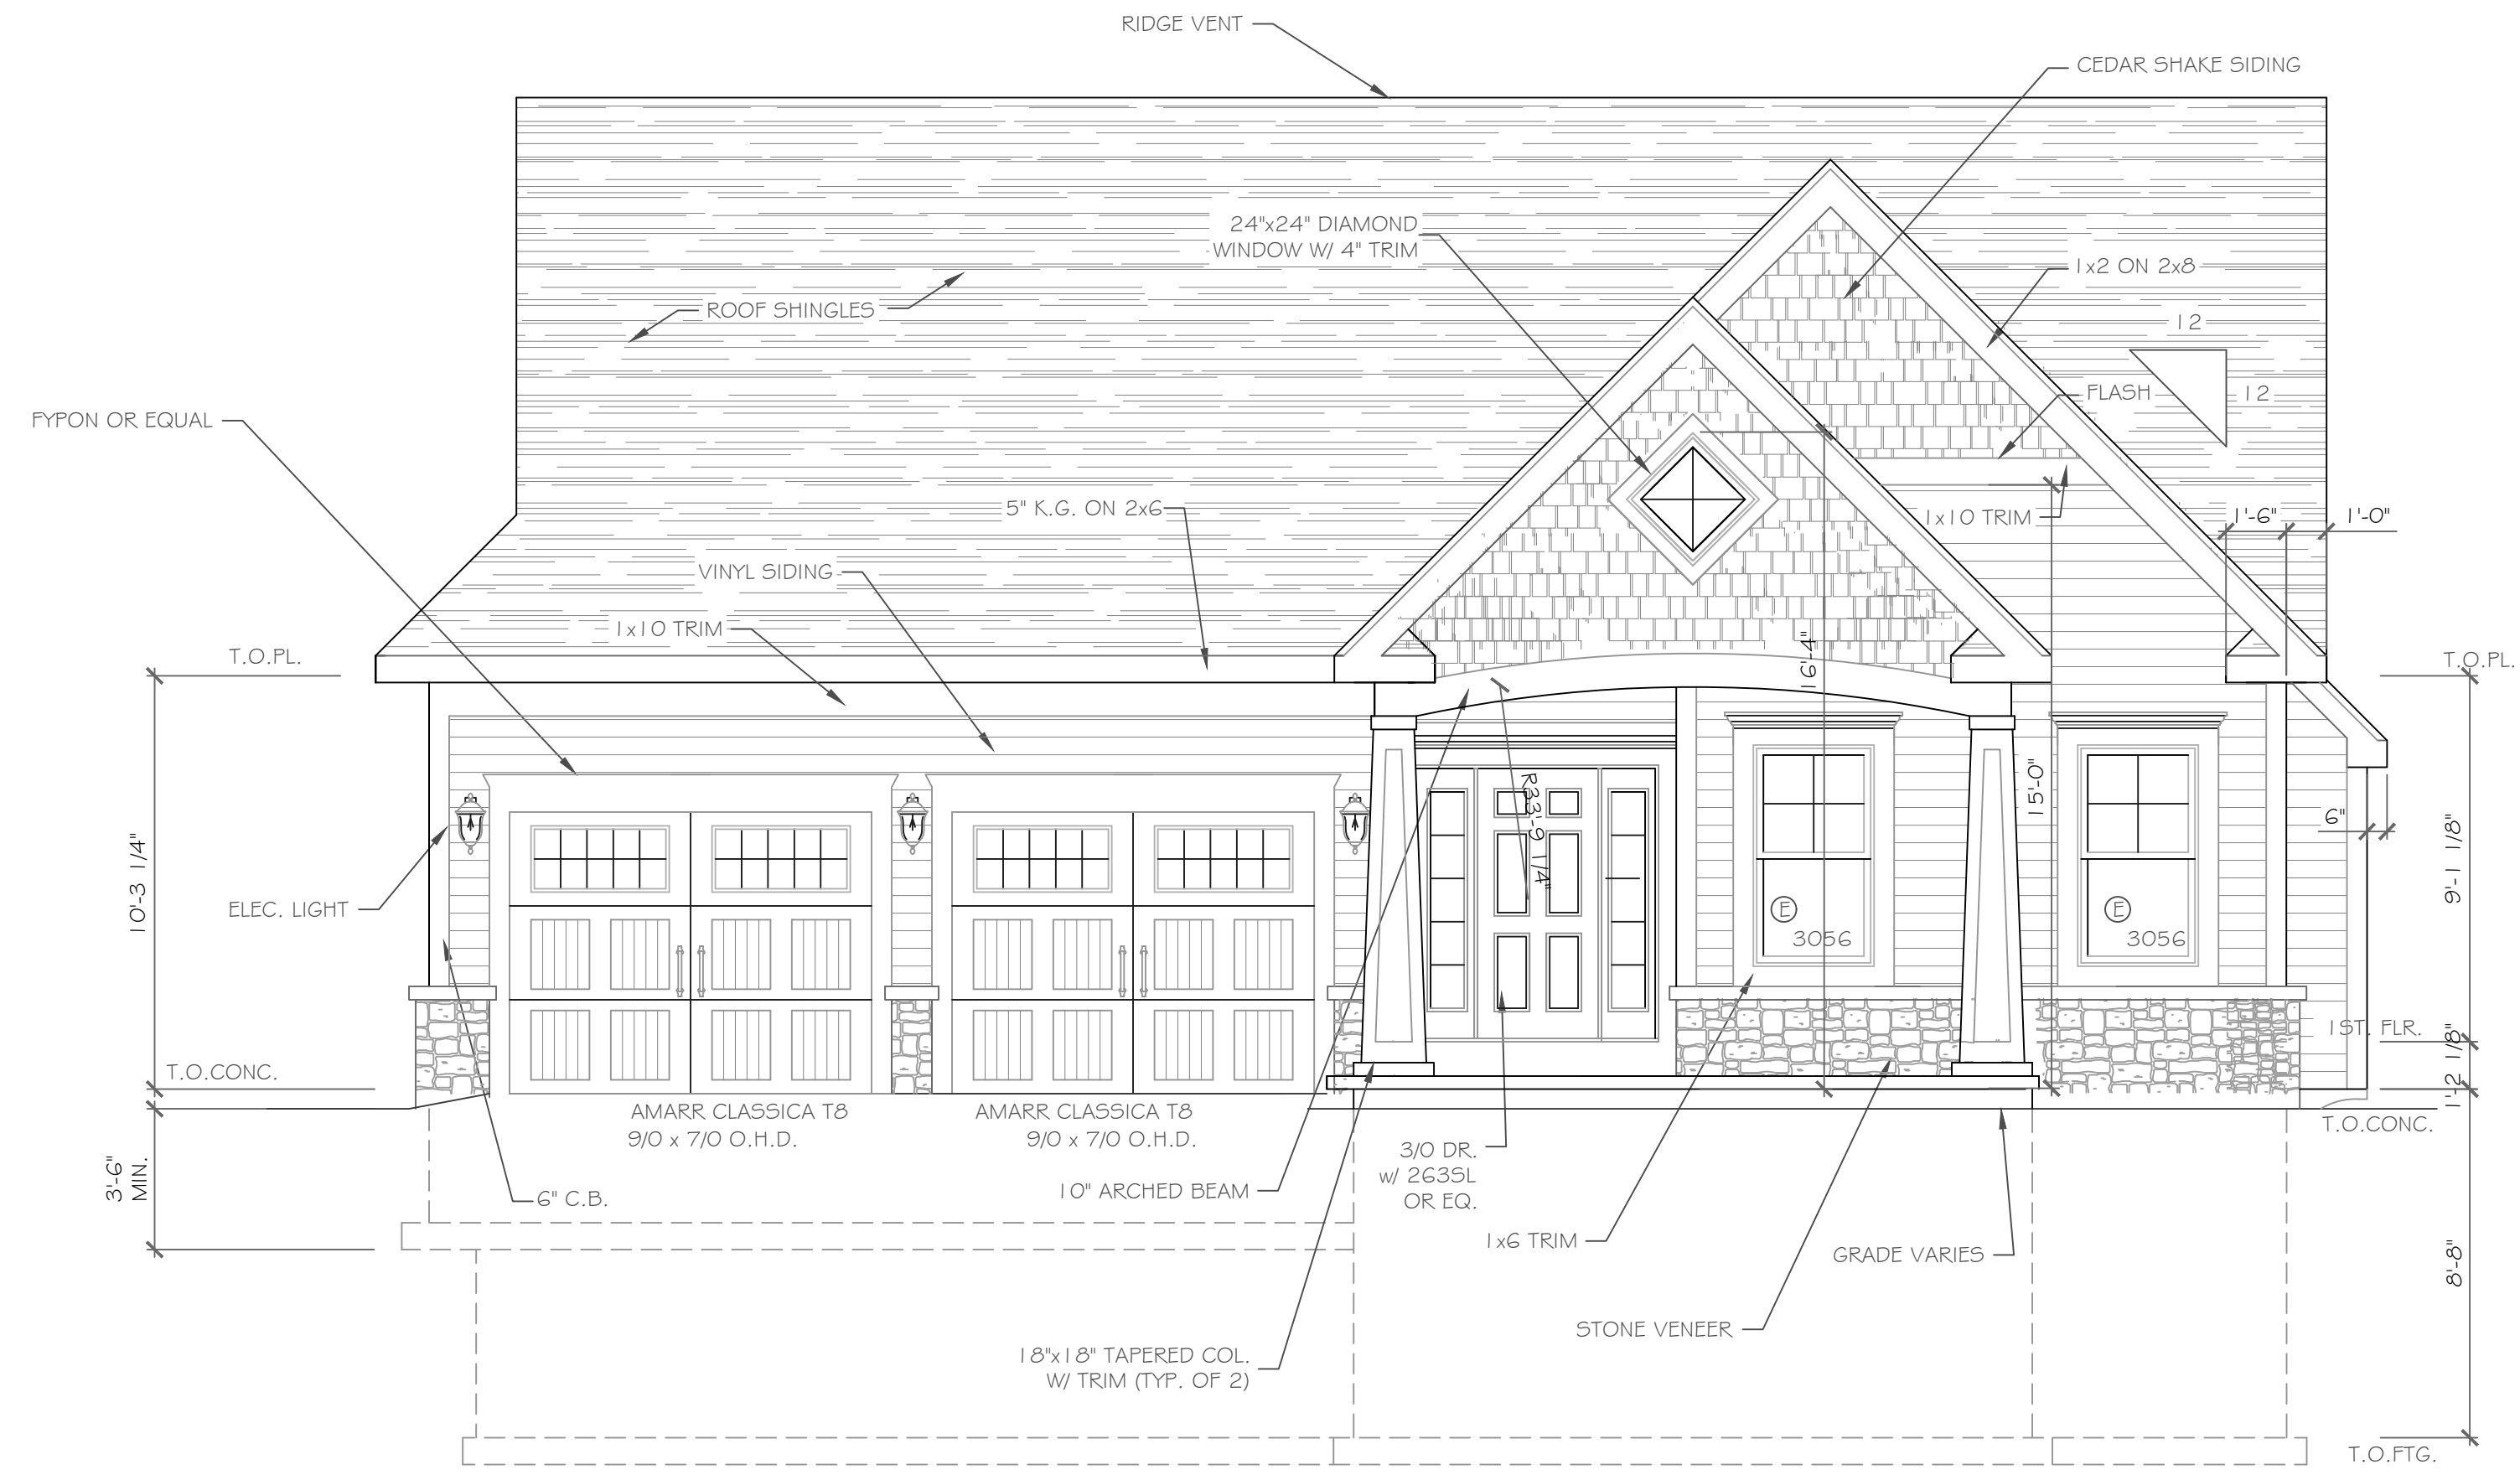 RIDGE VENT
CEDAR SHAKE SIDING
24"x24" DIAMOND
WINDOW W/ 4" TRIM
1x2 ON 2x8
ROOF SHINGLES
12
FLASH
12
FYPON OR EQUAL
5" K.G. ON 2x6
1x10 TRIM
1'-6"
1'-0"
VINYL SIDING
1x10 TRIM
T.O.PL.
T.O.PL.
16'-4"
15'-0"
R33'-9 1/4"
6"
10'-3 1/4"
9'-1 1/8"
ELEC. LIGHT
E
3056
E
3056
1ST. FLR.
1'-2 1/8"
T.O.CONC.
T.O.CONC.
AMARR CLASSICA T8
9/0 x 7/0 O.H.D.
AMARR CLASSICA T8
9/0 x 7/0 O.H.D.
3'-6"
MIN.
6" C.B.
10" ARCHED BEAM
3/0 DR.
w/ 263SL
OR EQ.
1x6 TRIM
GRADE VARIES
8'-8"
STONE VENEER
18"x18" TAPERED COL.
W/ TRIM (TYP. OF 2)
T.O.FTG.